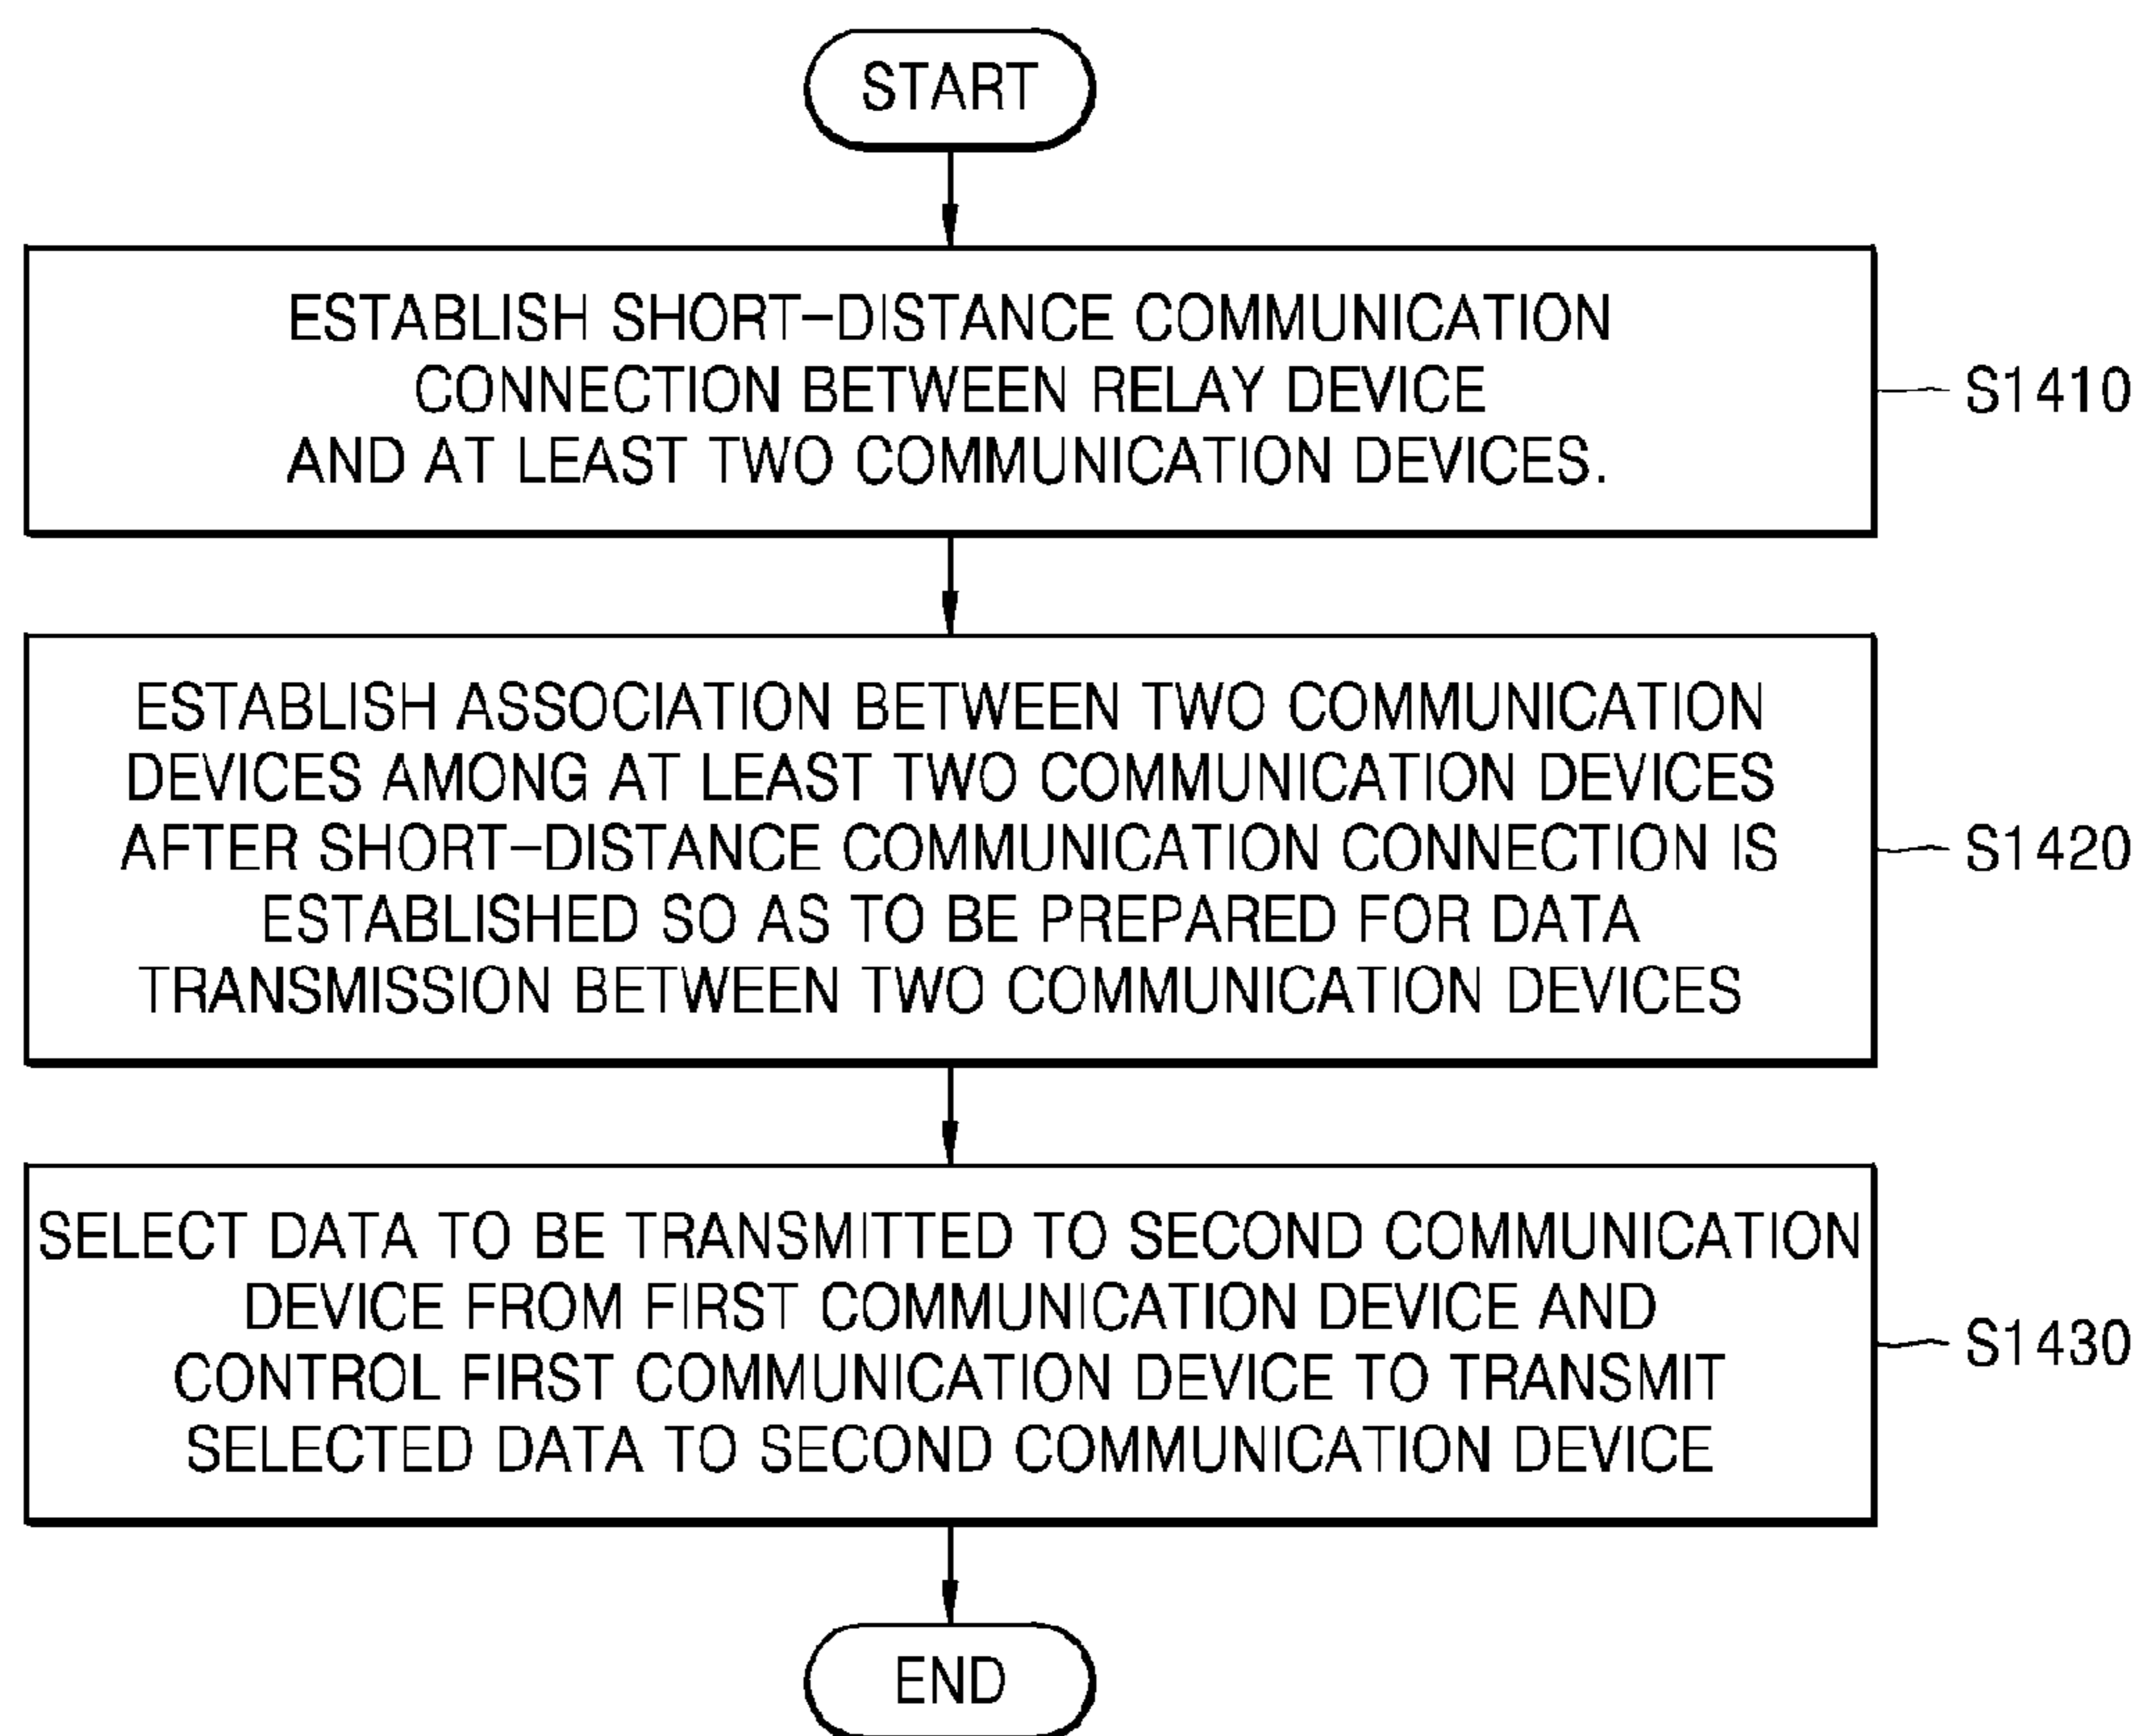 START
ESTABLISH SHORT-DISTANCE COMMUNICATION
CONNECTION BETWEEN RELAY DEVICE
AND AT LEAST TWO COMMUNICATION DEVICES.
S1410
ESTABLISH ASSOCIATION BETWEEN TWO COMMUNICATION
DEVICES AMONG AT LEAST TWO COMMUNICATION DEVICES
AFTER SHORT-DISTANCE COMMUNICATION CONNECTION IS
ESTABLISHED SO AS TO BE PREPARED FOR DATA
TRANSMISSION BETWEEN TWO COMMUNICATION DEVICES
S1420
SELECT DATA TO BE TRANSMITTED TO SECOND COMMUNICATION
DEVICE FROM FIRST COMMUNICATION DEVICE AND
CONTROL FIRST COMMUNICATION DEVICE TO TRANSMIT
SELECTED DATA TO SECOND COMMUNICATION DEVICE
S1430
END